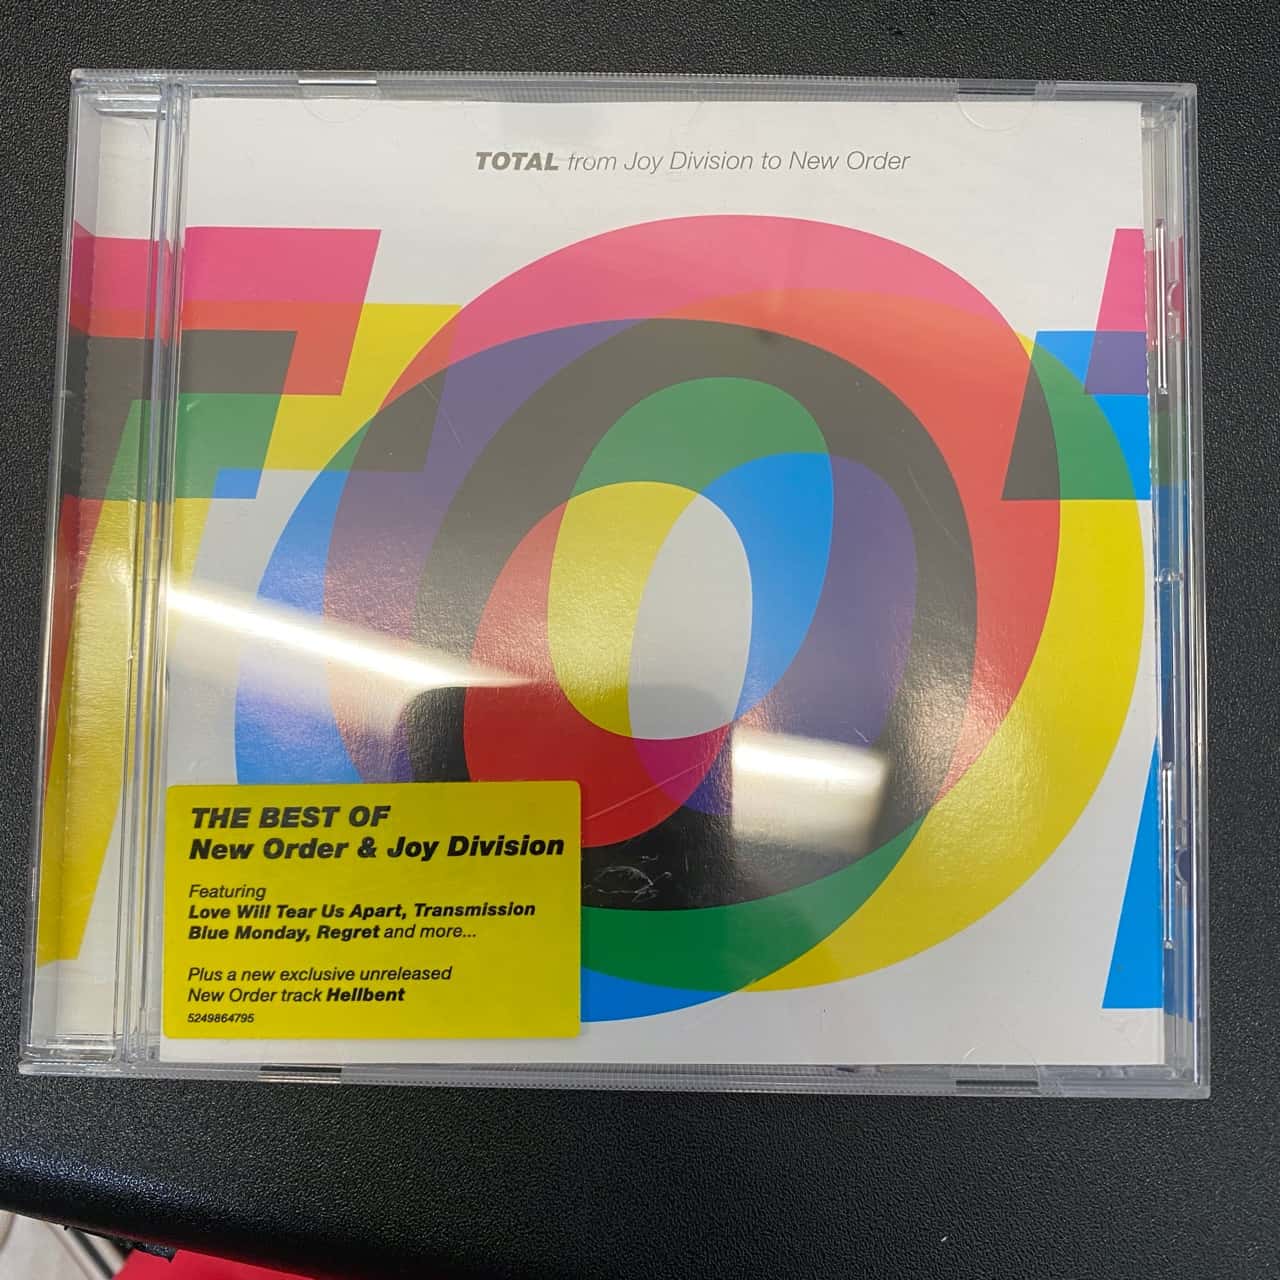 TOTAL from Joy Division to New Order
TOT
THE BEST OF
New Order & Joy Division
Featuring
Love Will Tear Us Apart, Transmission
Blue Monday, Regret and more...
Plus a new exclusive unreleased
New Order track Hellbent
5249864795